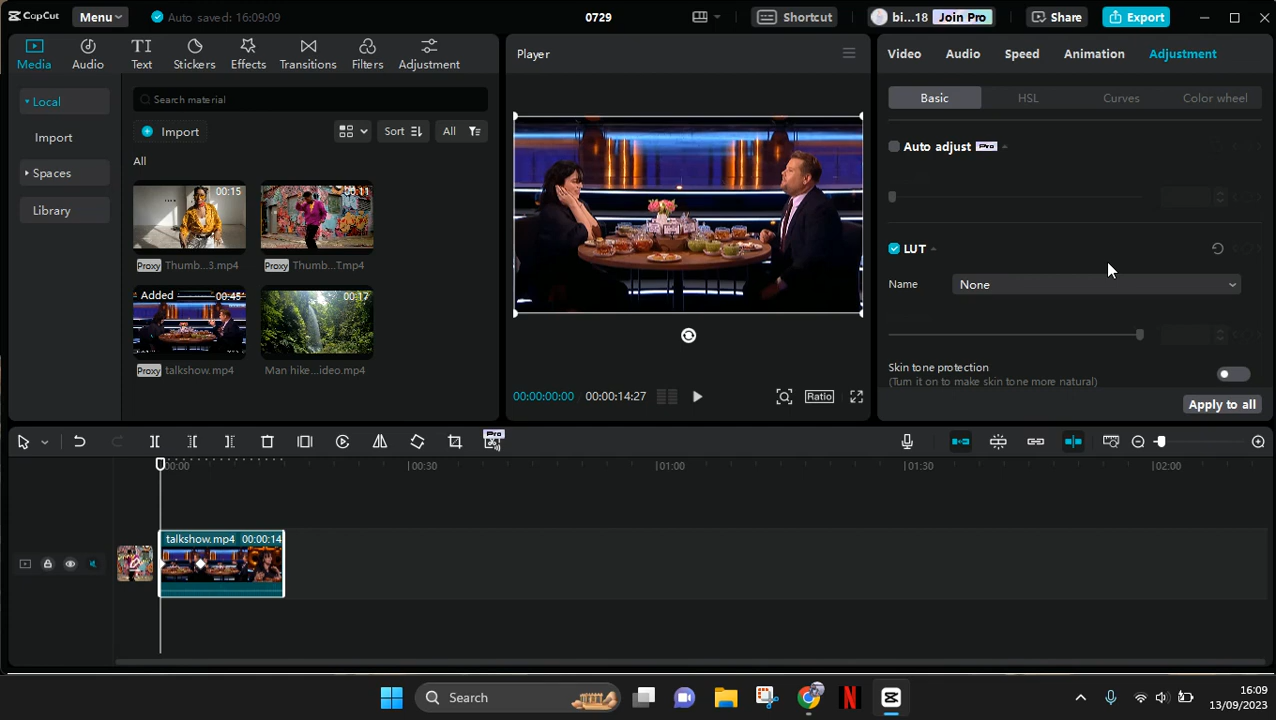 CapCut
Menu
Auto saved: 16:09:09
0729
Shortcut
bi...18
Join Pro
Share
Export
Media
Audio
Text
Stickers
Effects
Transitions
Filters
Adjustment
Local
Import
Spaces
Library
Search material
Import
Sort
All
All
00:15
Proxy
Thumb...3.mp4
00:11
Proxy
Thumb...T.mp4
Added
00:45
Proxy
talkshow.mp4
00:17
Man hike...ideo.mp4
Player
00:00:00:00
00:00:14:27
Ratio
Video
Audio
Speed
Animation
Adjustment
Basic
HSL
Curves
Color wheel
Auto adjust
Pro
LUT
Name
None
Skin tone protection
(Turn it on to make skin tone more natural)
Apply to all
Pro
00:00
00:30
01:00
01:30
02:00
talkshow.mp4
00:00:14
Search
16:09
13/09/2023